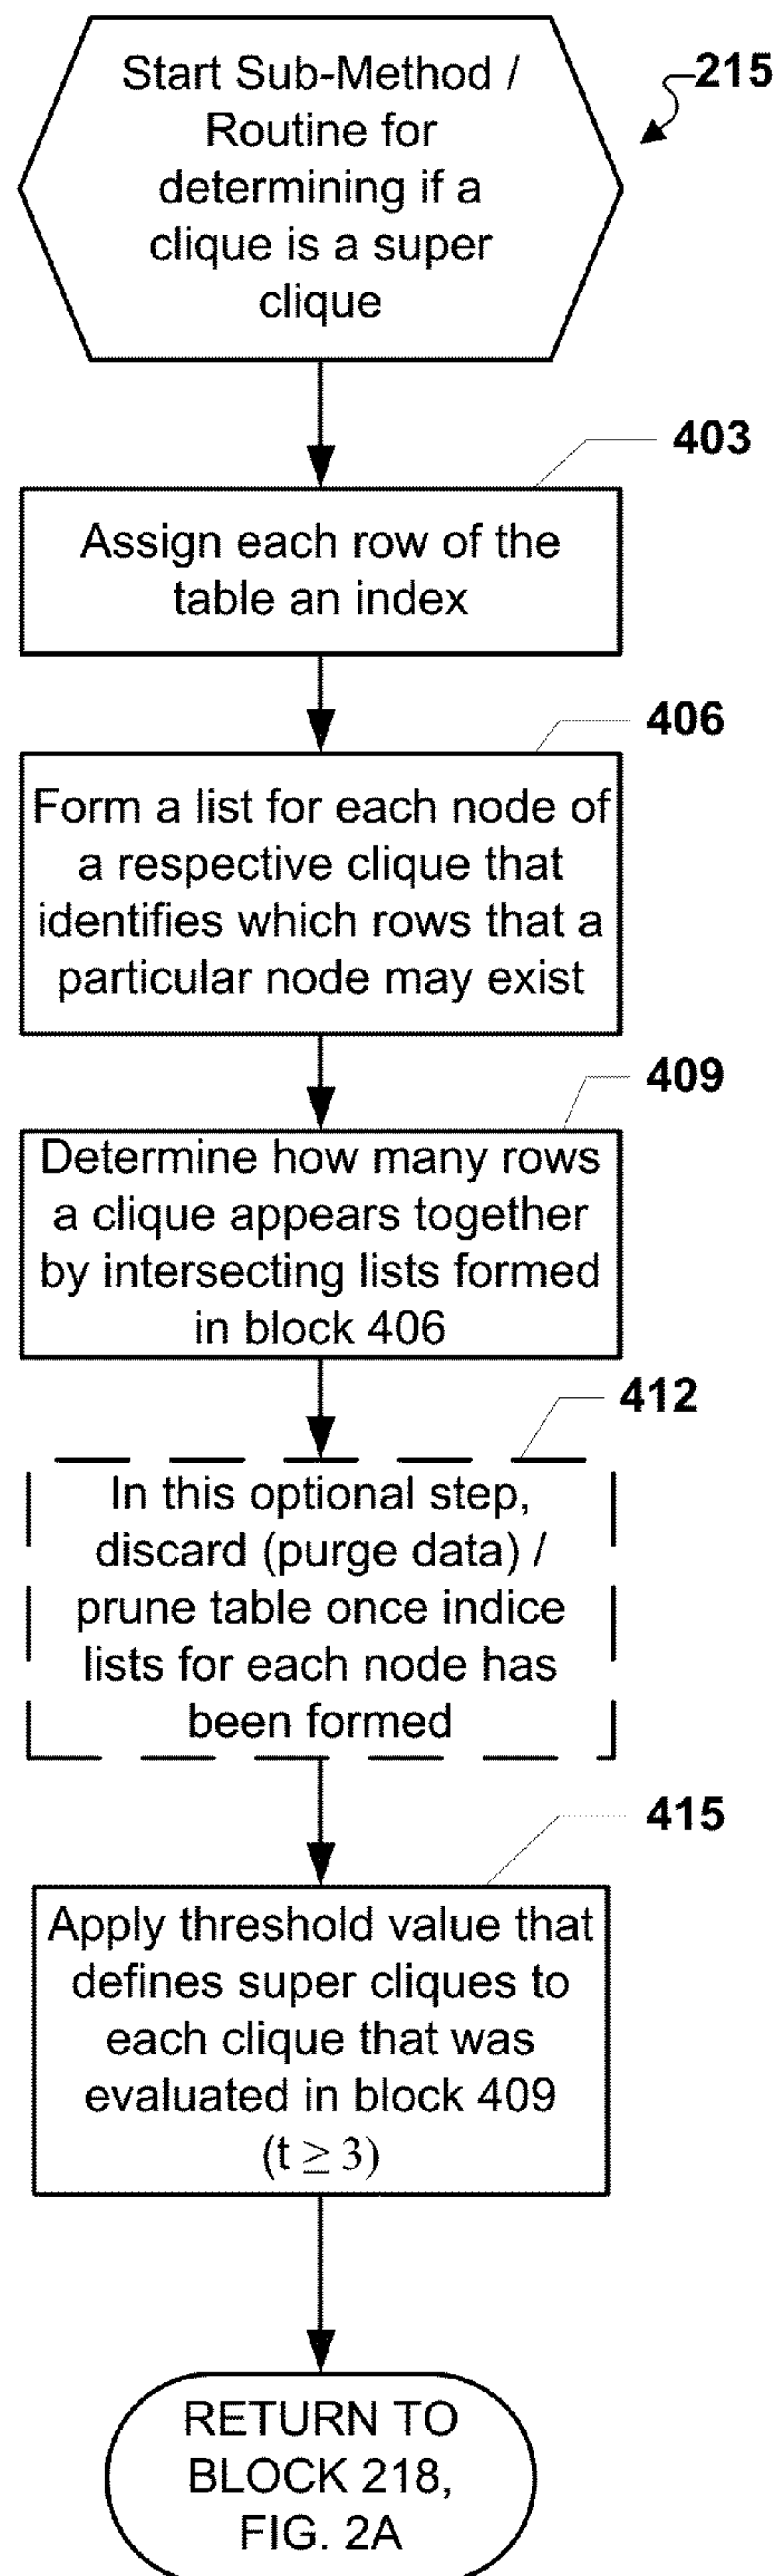 Start Sub-Method /
Routine for
determining if a
clique is a super
clique
215
403
Assign each row of the
table an index
406
Form a list for each node of
a respective clique that
identifies which rows that a
particular node may exist
409
Determine how many rows
a clique appears together
by intersecting lists formed
in block 406
412
In this optional step,
discard (purge data) /
prune table once indice
lists for each node has
been formed
415
Apply threshold value that
defines super cliques to
each clique that was
evaluated in block 409
(t ≥ 3)
RETURN TO
BLOCK 218,
FIG. 2A